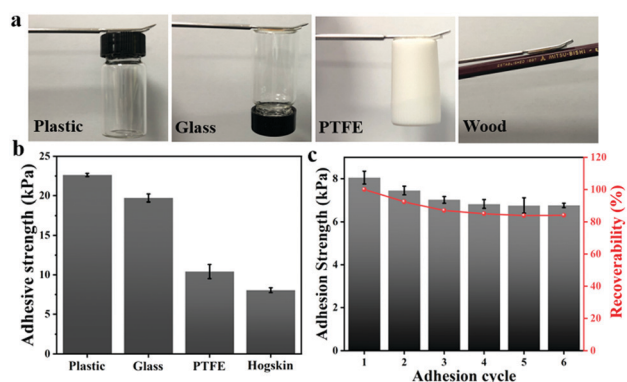 a
Plastic
Glass
PTFE
Wood
b
Adhesive strength (kPa)
25
20
15
10
5
0
Plastic
Glass
PTFE
Hogskin
c
Adhesion Strength (kPa)
8
6
4
2
0
1
2
3
4
5
6
Adhesion cycle
120
100
80
60
40
20
0
Recoverability (%)